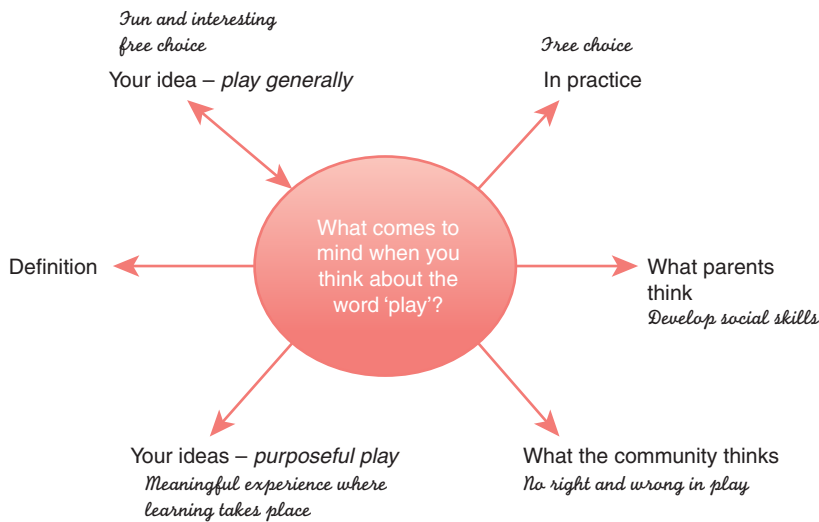 Fun and interesting
free choice
Your idea – play generally
Free choice
In practice
What comes to
mind when you
think about the
word ‘play’?
Definition
What parents
think
Develop social skills
Your ideas – purposeful play
Meaningful experience where
learning takes place
What the community thinks
No right and wrong in play